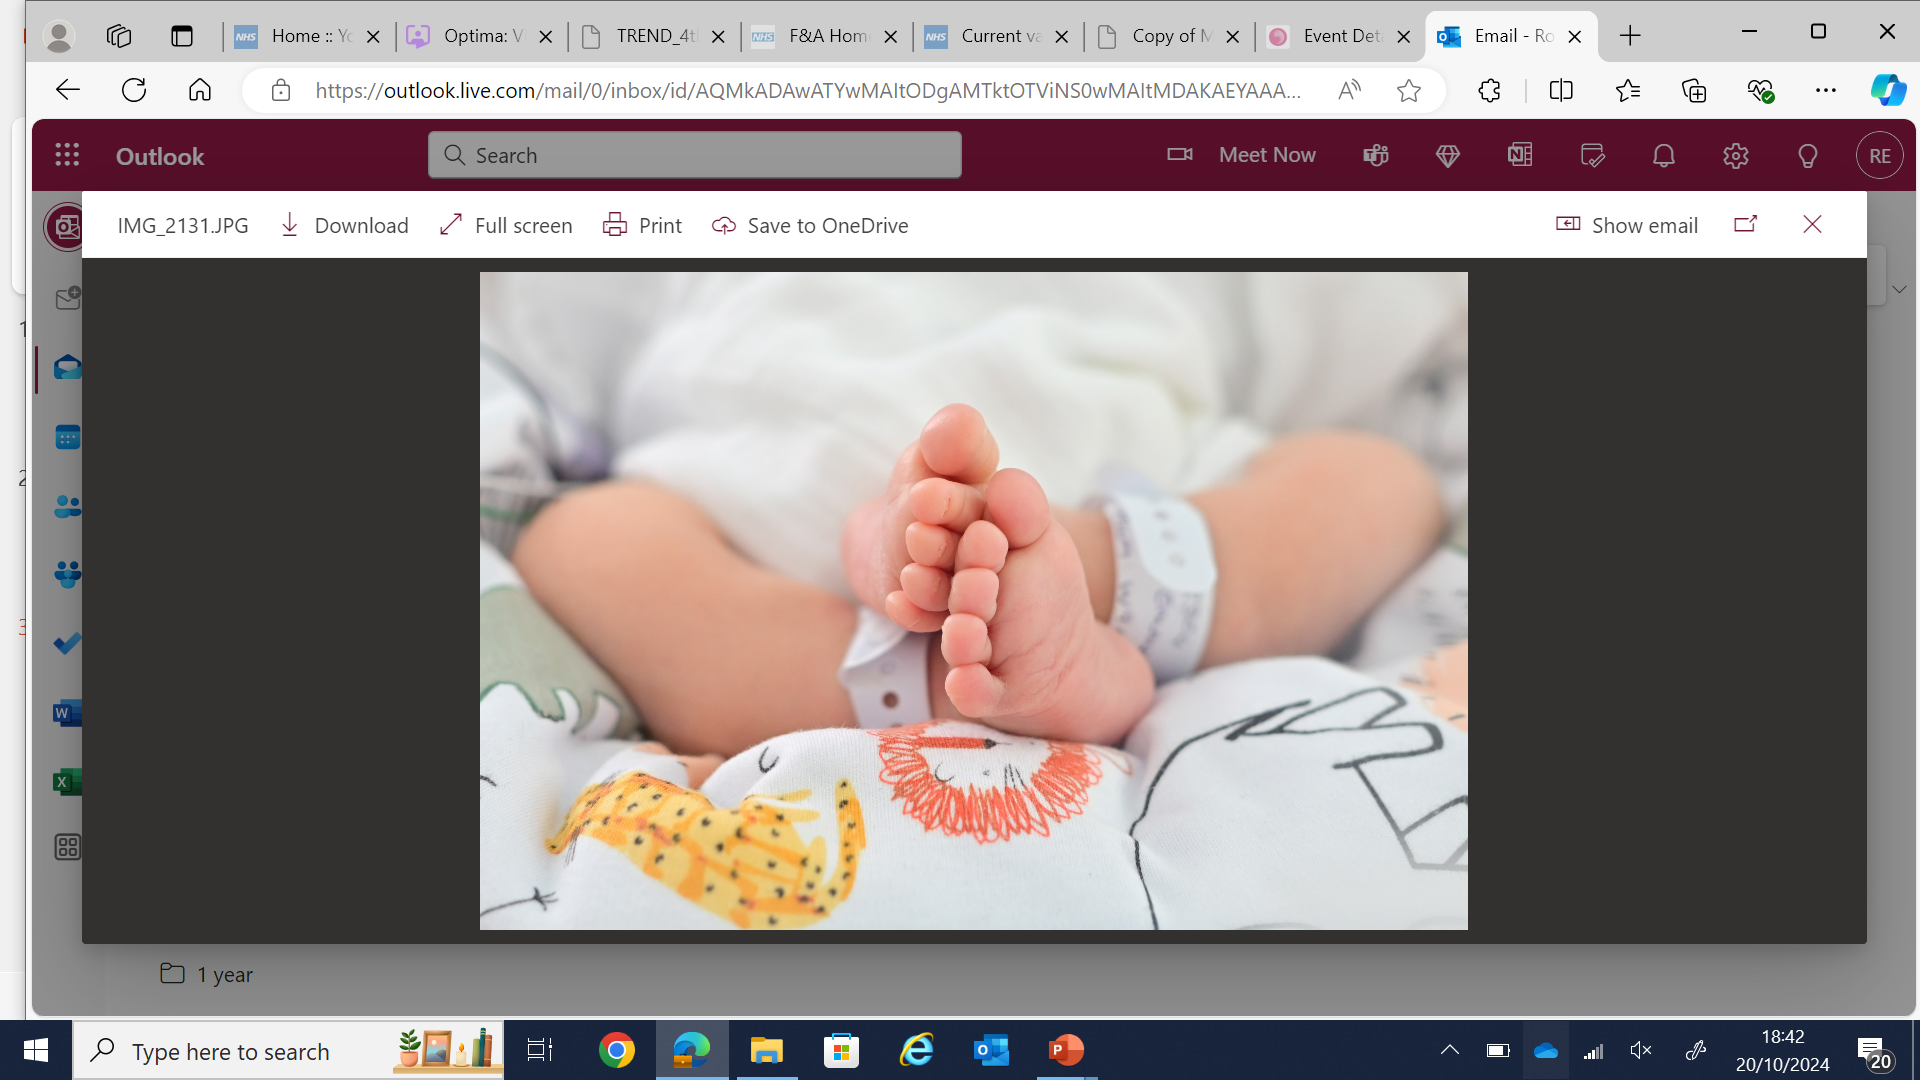 Home :: Yo
Optima: V
TREND_4t
F&A Hom
Current va
Copy of M
Event Det
Email - Ro
https://outlook.live.com/mail/0/inbox/id/AQMkADAwATYwMAItODgAMTktOTViNS0wMAItMDAKAEYAAA...
Outlook
Search
Meet Now
RE
IMG_2131.JPG
Download
Full screen
Print
Save to OneDrive
Show email
1 year
Type here to search
18:42
20/10/2024
20